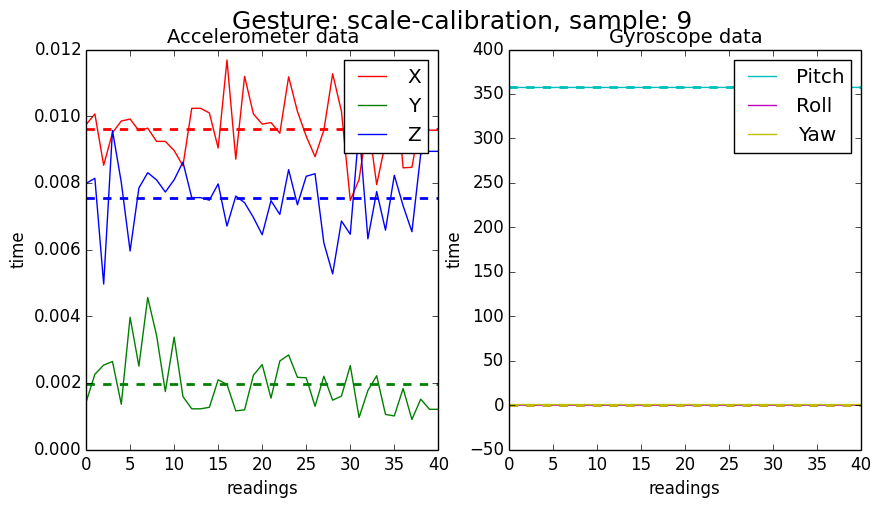 Gesture: scale-calibration, sample: 9
Accelerometer data
0.012
0.010
0.008
0.006
0.004
0.002
0.000
time
0 5 10 15 20 25 30 35 40
readings
X
Y
Z
Gyroscope data
400
350
300
250
200
150
100
50
0
−50
time
0 5 10 15 20 25 30 35 40
readings
Pitch
Roll
Yaw